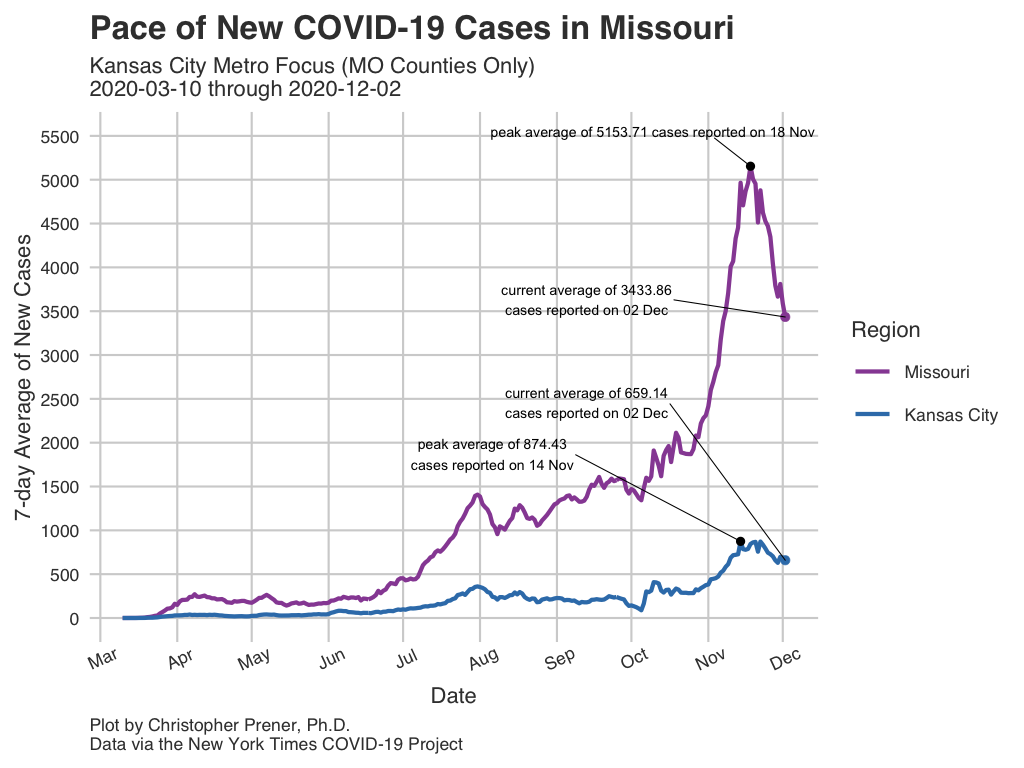 Pace of New COVID-19 Cases in Missouri
Kansas City Metro Focus (MO Counties Only)
2020-03-10 through 2020-12-02
7-day Average of New Cases
5500
5000
4500
4000
3500
3000
2500
2000
1500
1000
500
0
peak average of 5153.71 cases reported on 18 Nov
current average of 3433.86
cases reported on 02 Dec
current average of 659.14
cases reported on 02 Dec
peak average of 874.43
cases reported on 14 Nov
Region
Missouri
Kansas City
Mar
Apr
May
Jun
Jul
Aug
Sep
Oct
Nov
Dec
Date
Plot by Christopher Prener, Ph.D.
Data via the New York Times COVID-19 Project